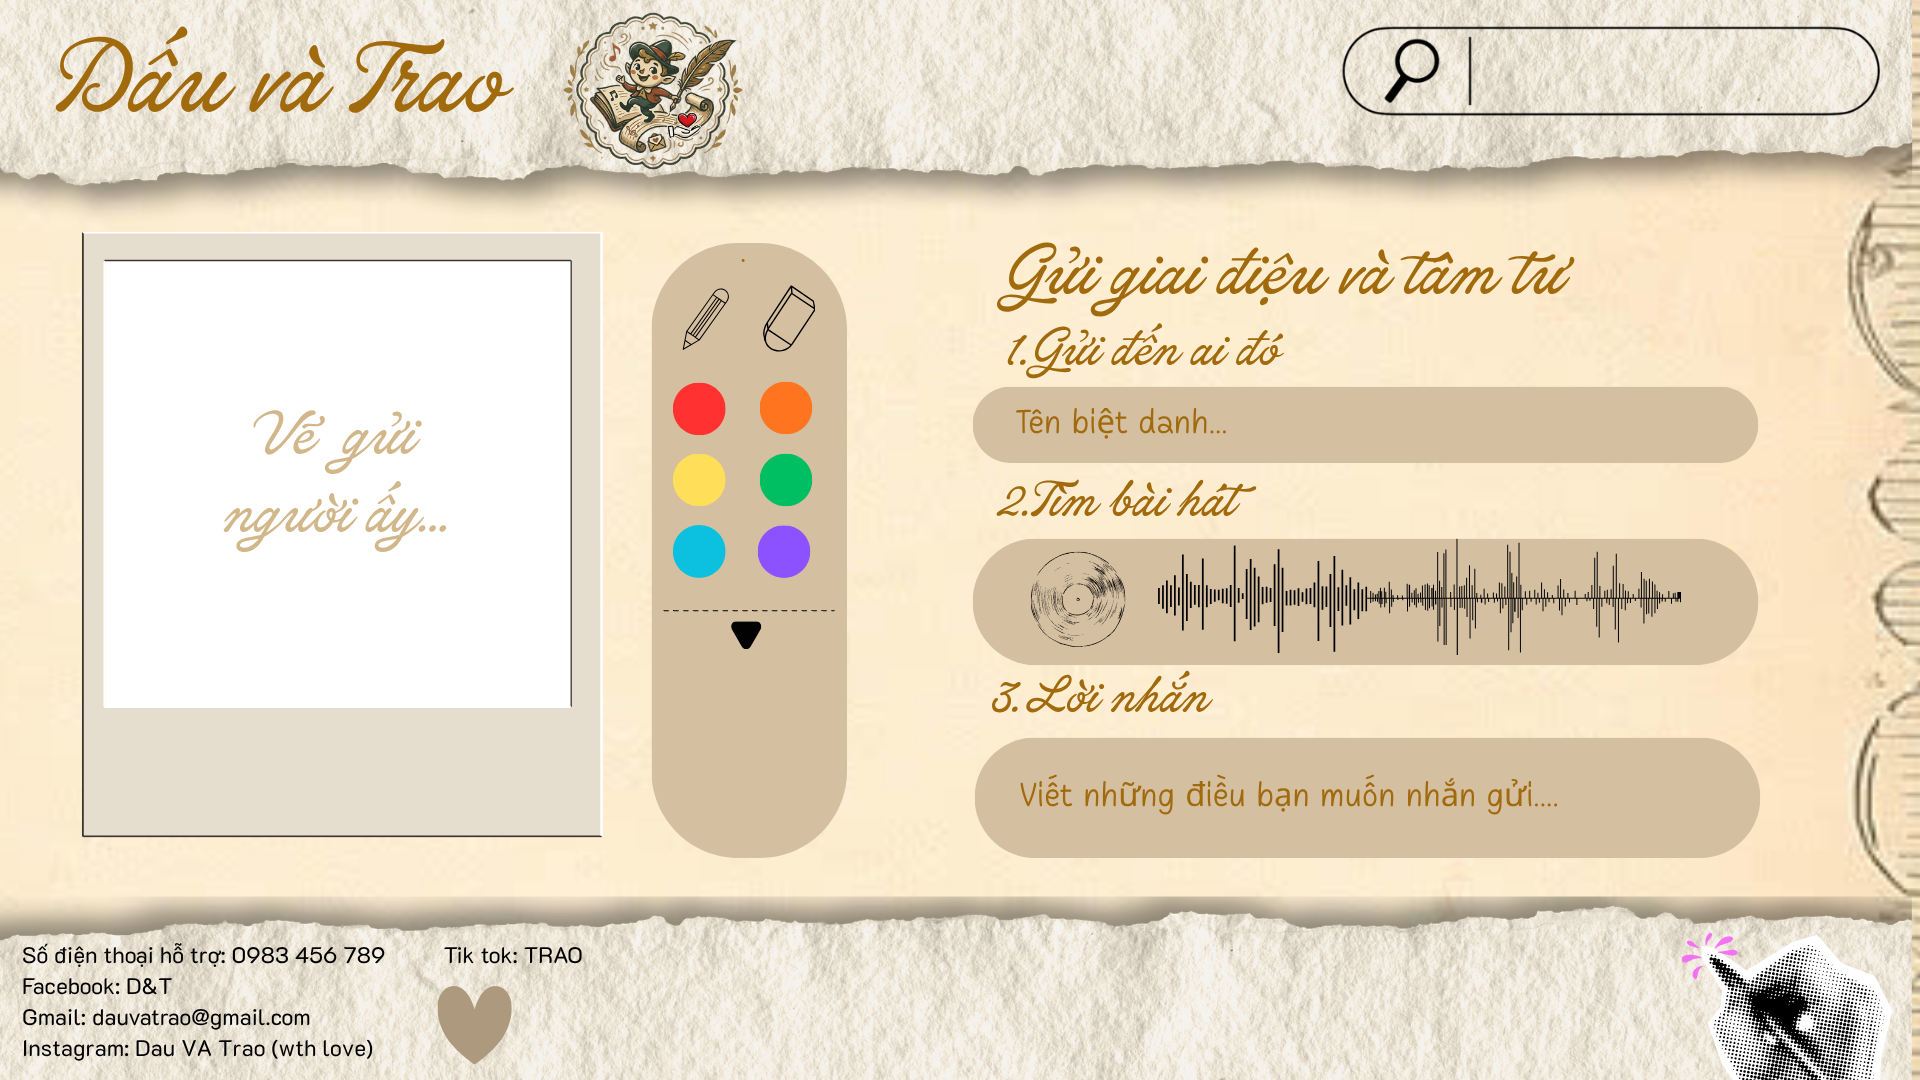 Dấu và Trao
Vẽ gửi
người ấy...
Gửi giai điệu và tâm tư
1.Gửi đến ai đó
Tên biệt danh...
2.Tìm bài hát
3.Lời nhắn
Viết những điều bạn muốn nhắn gửi....
Số điện thoại hỗ trợ: 0983 456 789
Facebook: D&T
Gmail: dauvatrao@gmail.com
Instagram: Dau VA Trao (wth love)
Tik tok: TRAO